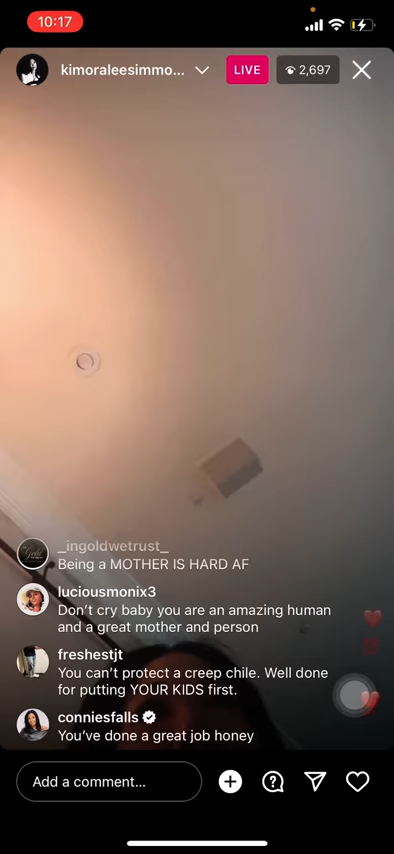 10:17
kimoraleesimmo...
LIVE
2,697
_ingoldwetrust_
Being a MOTHER IS HARD AF
luciousmonix3
Don't cry baby you are an amazing human
and a great mother and person
freshestjt
You can't protect a creep chile. Well done
for putting YOUR KIDS first.
conniesfalls
You've done a great job honey
Add a comment...